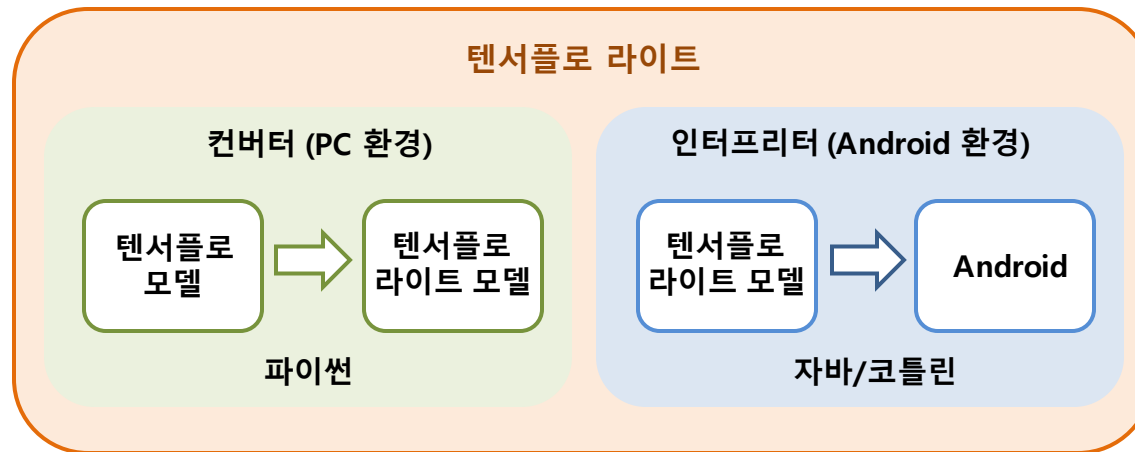 텐서플로 라이트
컨버터 (PC 환경)
텐서플로
모델
텐서플로
라이트 모델
파이썬
인터프리터 (Android 환경)
텐서플로
라이트 모델
Android
자바/코틀린